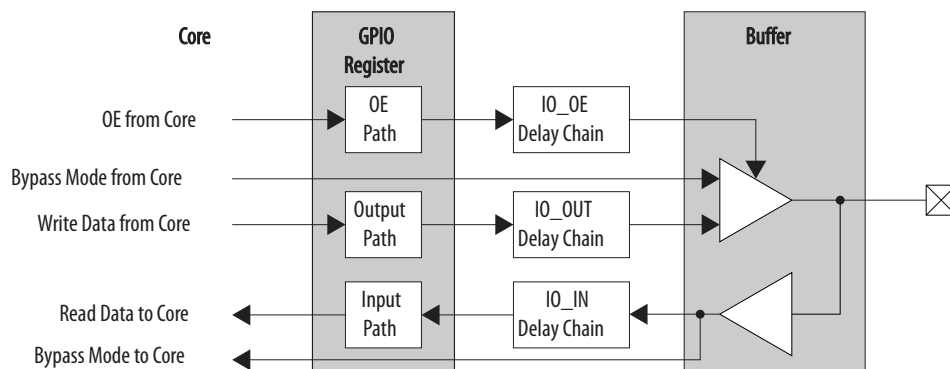 Core
GPIO
Register
Buffer
OE from Core
OE
Path
IO_OE
Delay Chain
Bypass Mode from Core
Write Data from Core
Output
Path
IO_OUT
Delay Chain
Read Data to Core
Input
Path
IO_IN
Delay Chain
Bypass Mode to Core